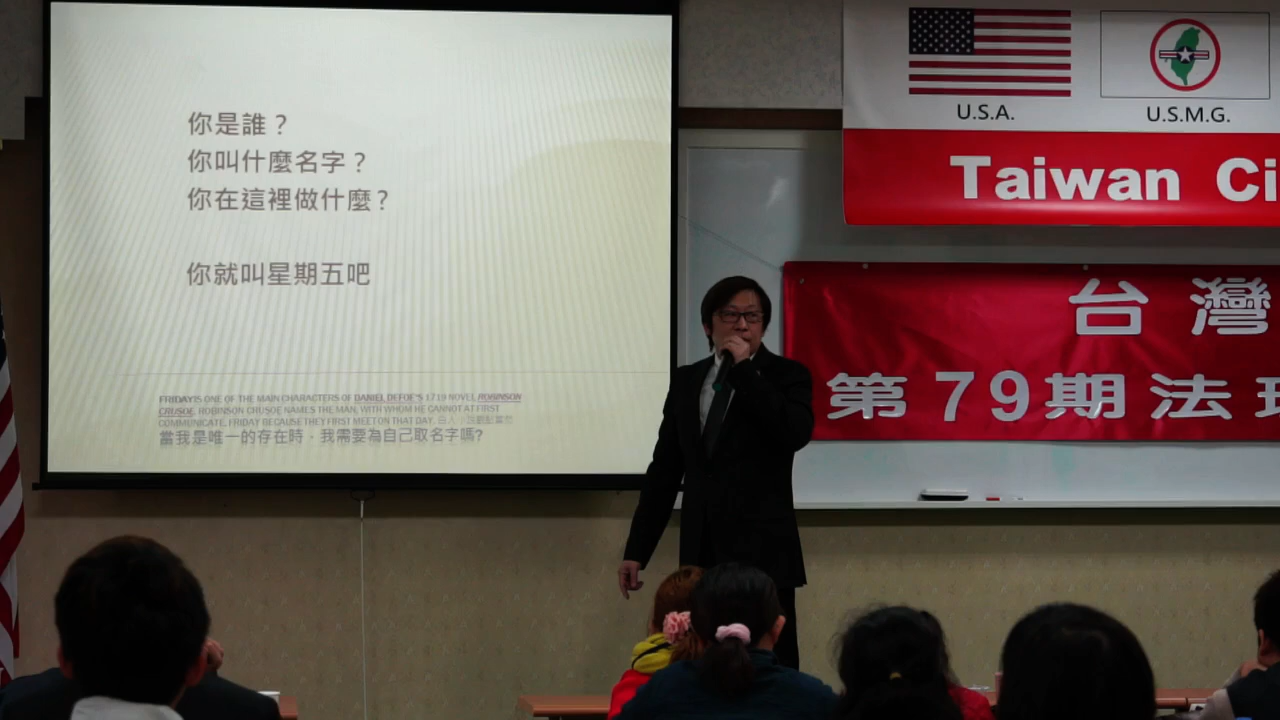 你是誰？
你叫什麼名字？
你在這裡做什麼？
你就叫星期五吧
FRIDAY IS ONE OF THE MAIN CHARACTERS OF DANIEL DEFOE'S 1719 NOVEL ROBINSON
CRUSOE. ROBINSON CRUSOE NAMES THE MAN, WITH WHOM HE CANNOT AT FIRST
COMMUNICATE, FRIDAY BECAUSE THEY FIRST MEET ON THAT DAY.
當我是唯一的存在時，我需要為自己取名字嗎?
U.S.A.
U.S.M.G.
Taiwan Ci
台灣
第79期法